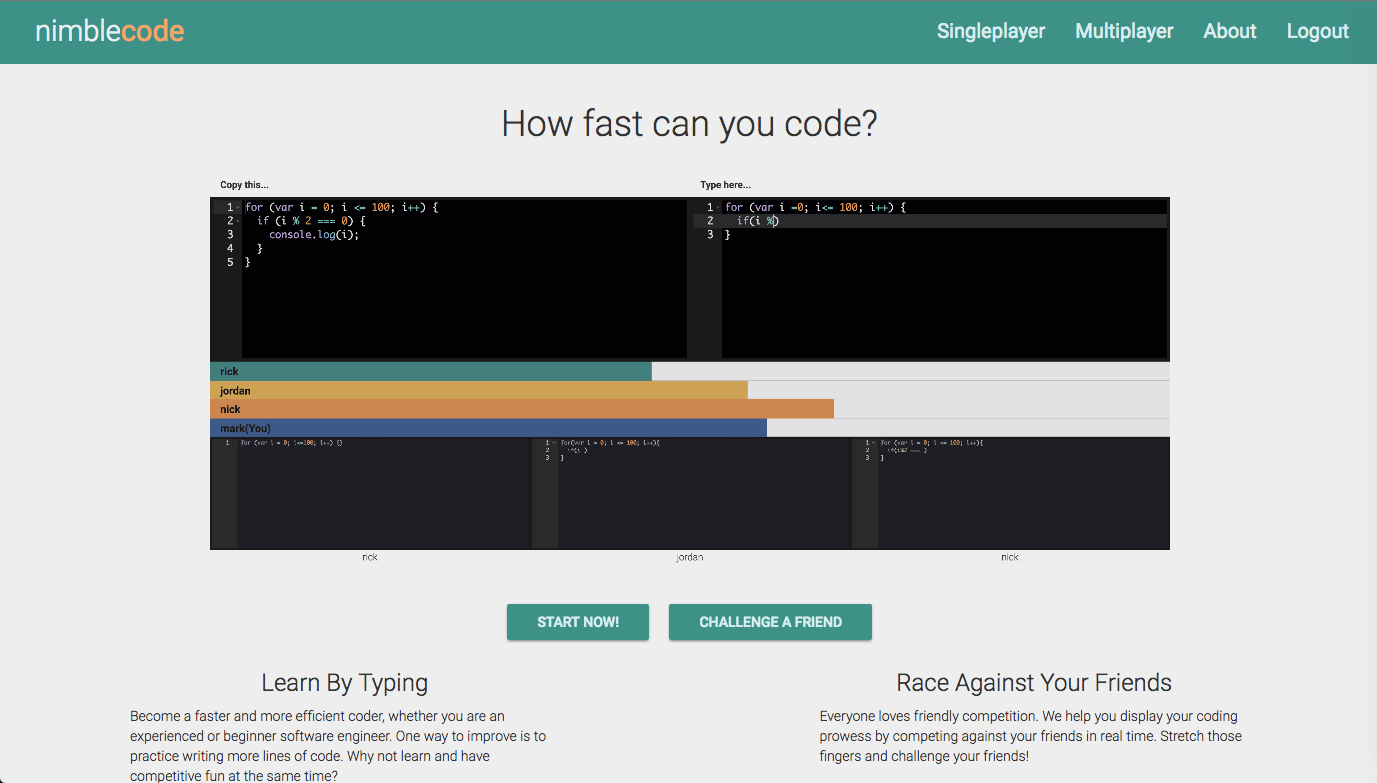 nimblecode
Singleplayer Multiplayer About Logout
How fast can you code?
Copy this...
1 for (var i = 0; i <= 100; i++) {
2 if (i % 2 === 0) {
3 console.log(i);
4 }
5 }
Type here...
1 for (var i =0; i<= 100; i++) {
2 if(i %)
3 }
rick
jordan
nick
mark(You)
1 for (var i = 0; i<=100; i++) {}
1 for(var i = 0; i <= 100; i++){
2 if(i )
3 }
1 for (var i = 0; i <= 100; i++){
2 if(i%2 === )
3 }
rick
jordan
nick
START NOW!
CHALLENGE A FRIEND
Learn By Typing
Become a faster and more efficient coder, whether you are an
experienced or beginner software engineer. One way to improve is to
practice writing more lines of code. Why not learn and have
competitive fun at the same time?
Race Against Your Friends
Everyone loves friendly competition. We help you display your coding
prowess by competing against your friends in real time. Stretch those
fingers and challenge your friends!